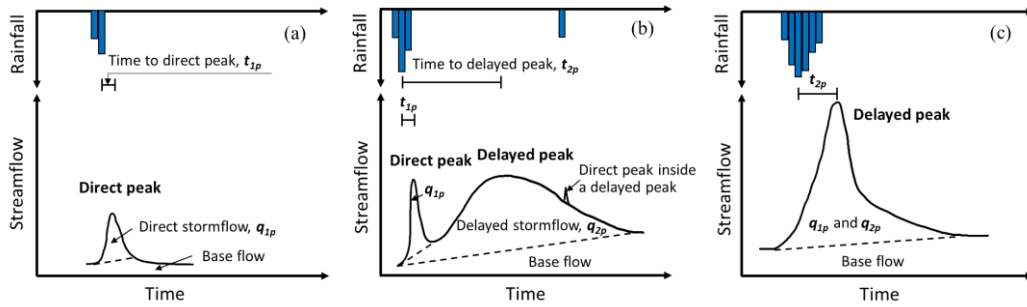 Rainfall
(a)
Time to direct peak, t1p
Streamflow
Direct peak
Direct stormflow, q1p
Base flow
Time
Rainfall
(b)
Time to delayed peak, t2p
t1p
Streamflow
Direct peak
Delayed peak
q1p
Direct peak inside
a delayed peak
Delayed stormflow, q2p
Base flow
Time
Rainfall
(c)
t2p
Streamflow
Delayed peak
q1p and q2p
Base flow
Time